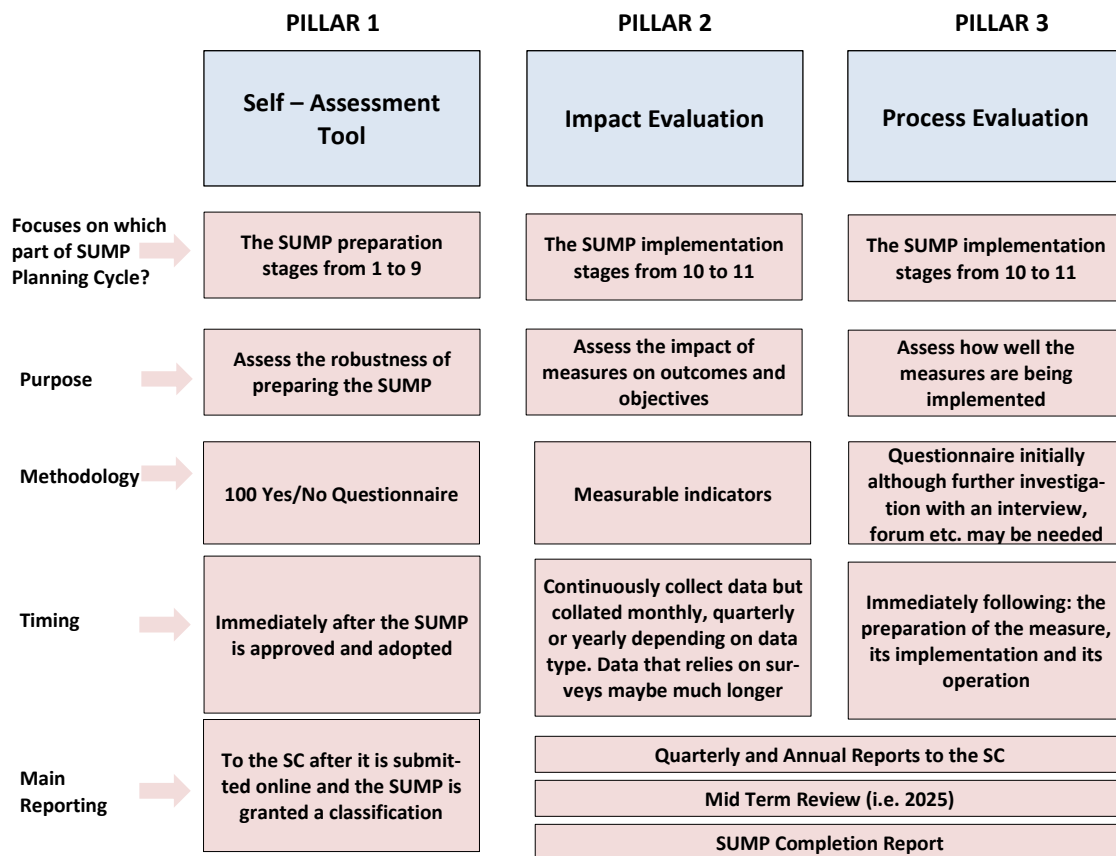 PILLAR 1
PILLAR 2
PILLAR 3
Self – Assessment
Tool
Impact Evaluation
Process Evaluation
Focuses on which
part of SUMP
Planning Cycle?
The SUMP preparation
stages from 1 to 9
The SUMP implementation
stages from 10 to 11
The SUMP implementation
stages from 10 to 11
Purpose
Assess the robustness of
preparing the SUMP
Assess the impact of
measures on outcomes and
objectives
Assess how well the
measures are being
implemented
Methodology
100 Yes/No Questionnaire
Measurable indicators
Questionnaire initially
although further investiga-
tion with an interview,
forum etc. may be needed
Timing
Immediately after the SUMP
is approved and adopted
Continuously collect data but
collated monthly, quarterly
or yearly depending on data
type. Data that relies on sur-
veys maybe much longer
Immediately following: the
preparation of the measure,
its implementation and its
operation
Main
Reporting
To the SC after it is submit-
ted online and the SUMP is
granted a classification
Quarterly and Annual Reports to the SC
Mid Term Review (i.e. 2025)
SUMP Completion Report